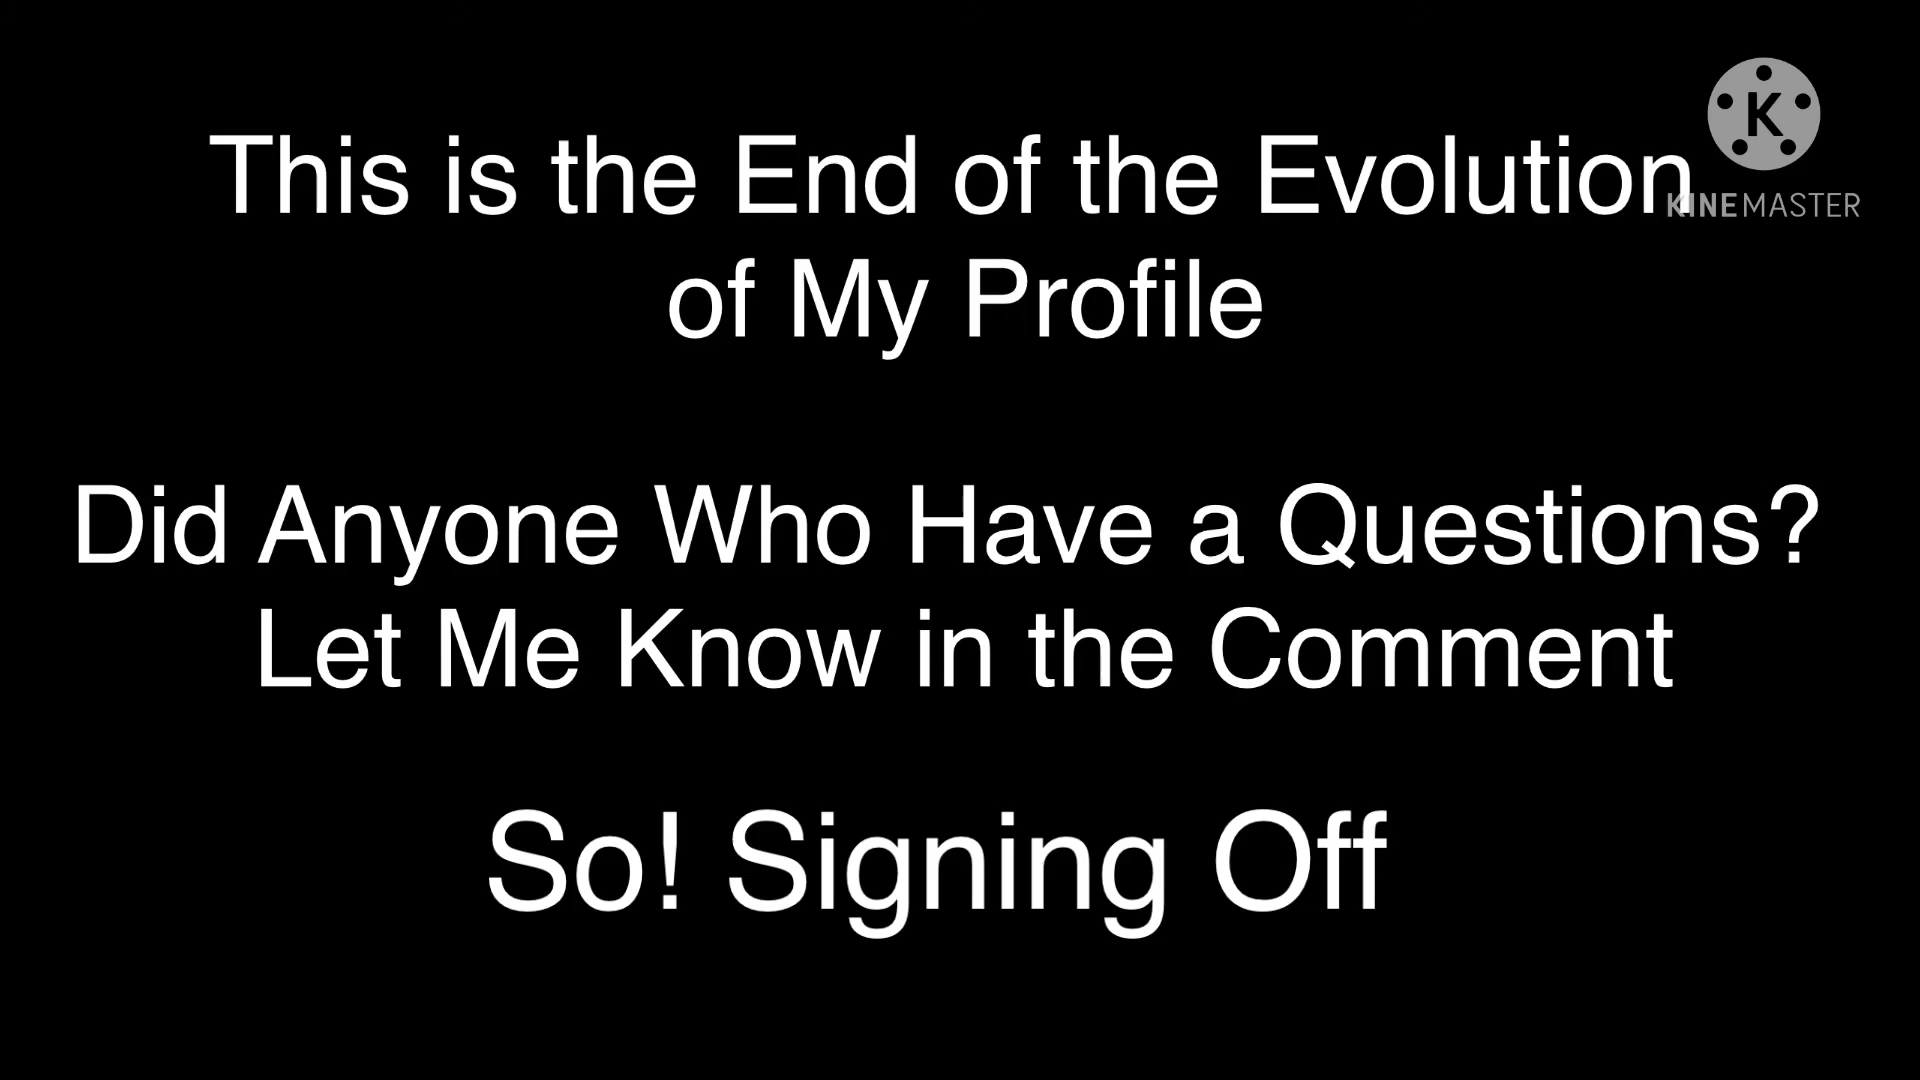 This is the End of the Evolution
of My Profile
K
KINEMASTER
Did Anyone Who Have a Questions?
Let Me Know in the Comment
So! Signing Off